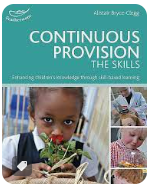 Alistair Bryce-Clegg
CONTINUOUS
PROVISION
THE SKILLS
Enhancing children's knowledge through skill-based learning